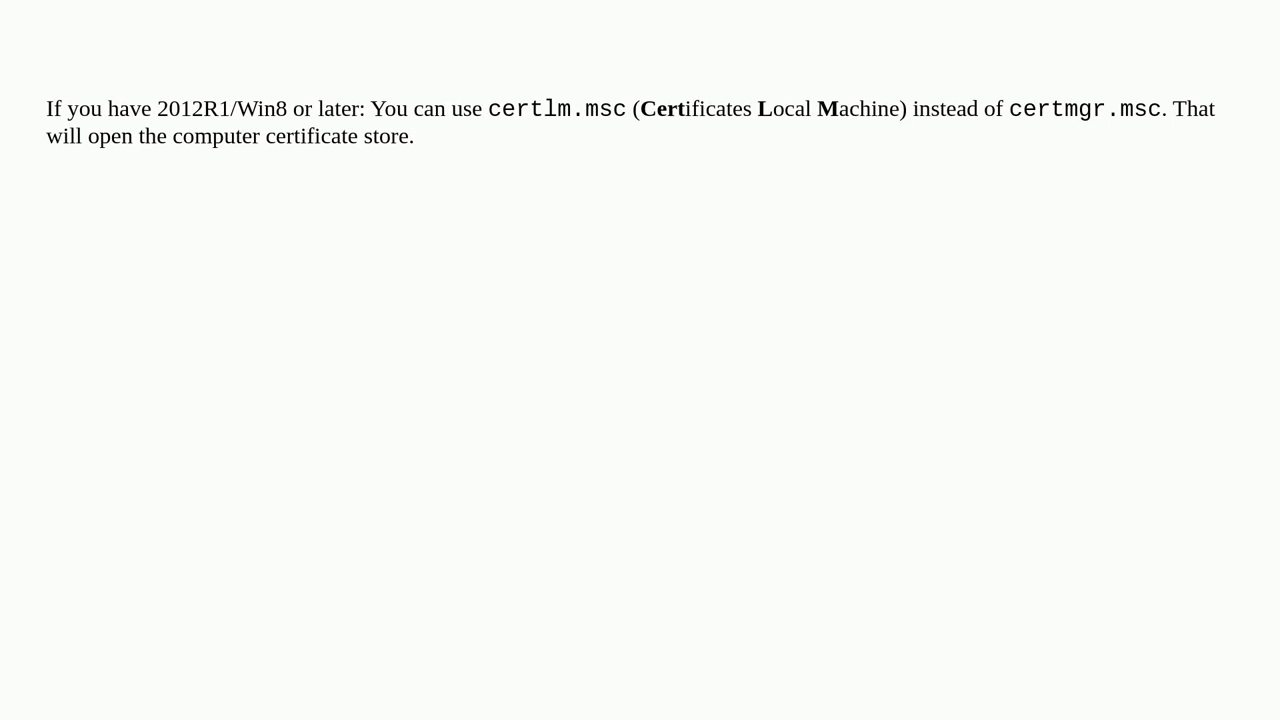 If you have 2012R1/Win8 or later: You can use certlm.msc (Certificates Local Machine) instead of certmgr.msc. That
will open the computer certificate store.